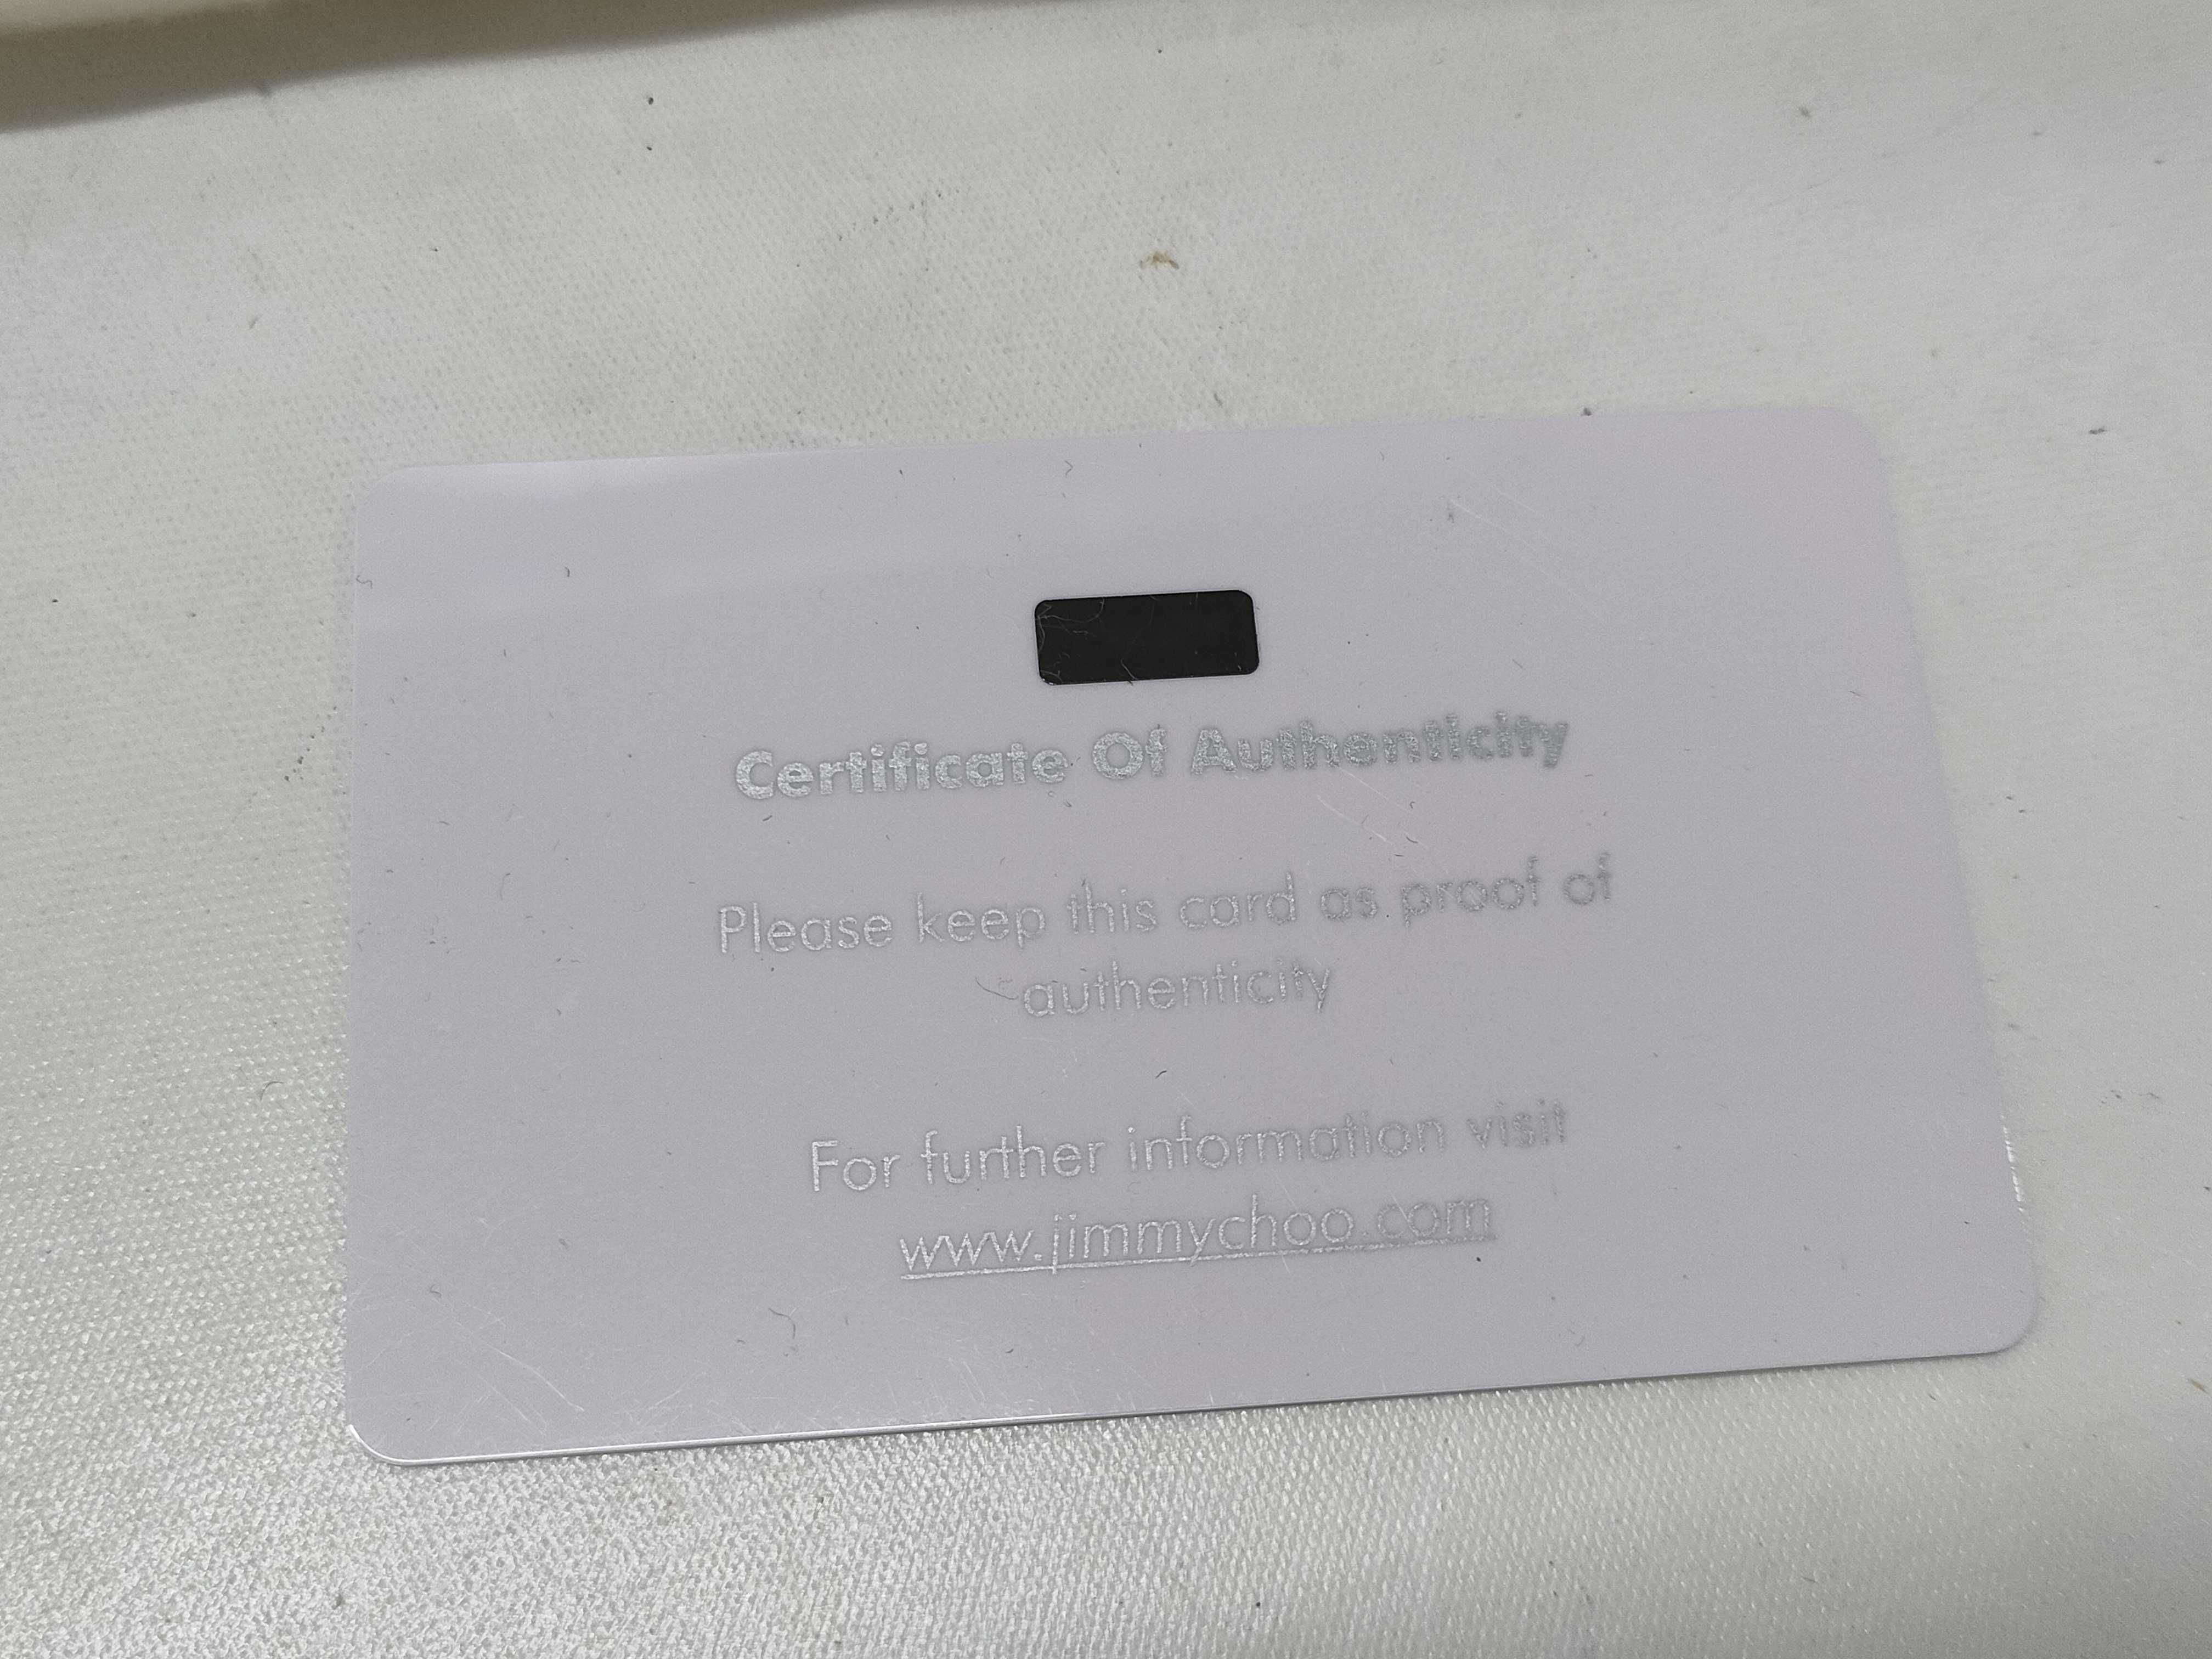 Certificate Of Authenticity
Please keep this card as proof of
authenticity
For further information visit
www.jimmychoo.com